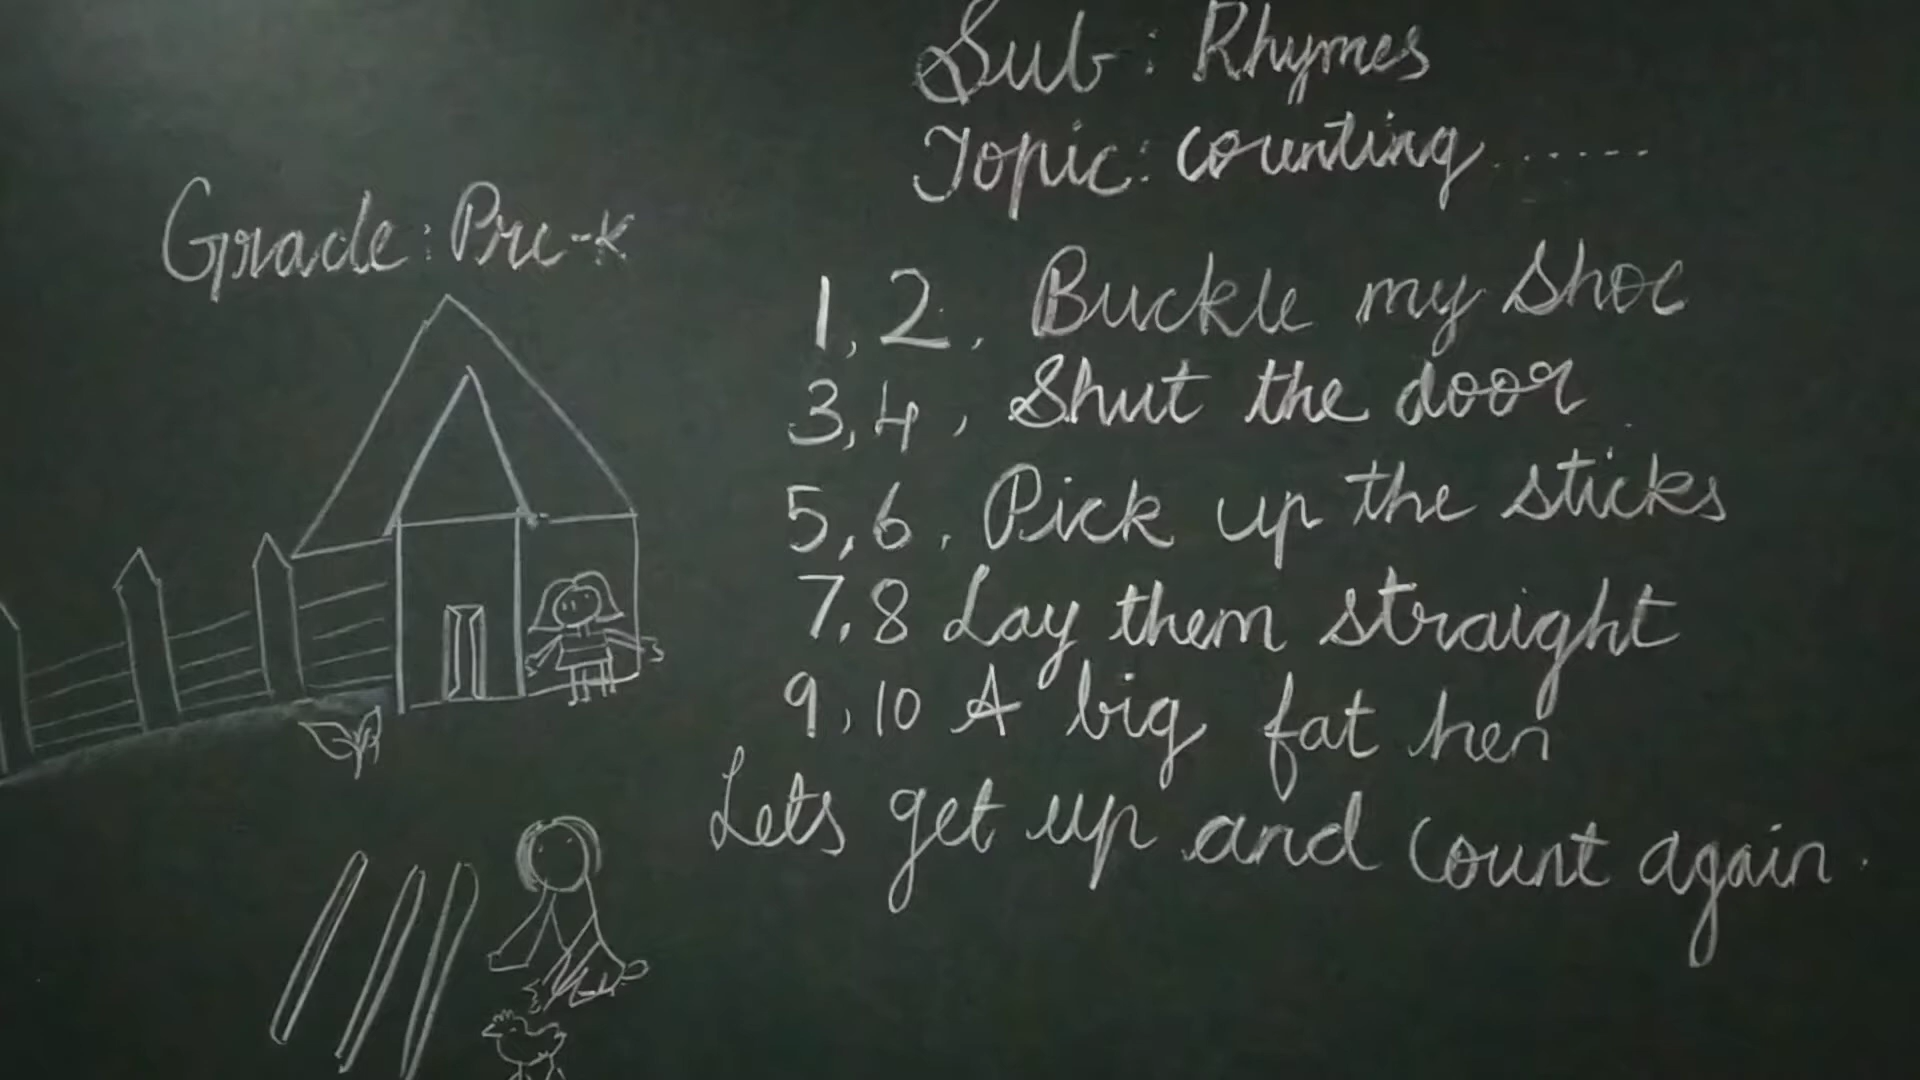 Sub: Rhymes
Topic: counting ......
Grade: Pre-K
1, 2, Buckle my shoe
3, 4, Shut the door
5, 6, Pick up the sticks
7, 8 Lay them straight
9, 10 A big fat hen
Lets get up and count again.